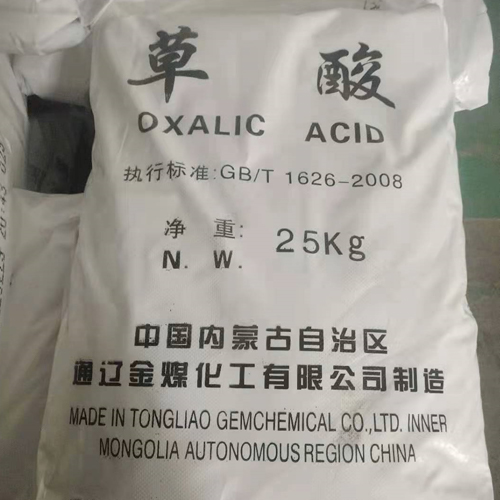 草 酸
OXALIC ACID
执行标准:GB/T 1626-2008
净 重: 25Kg
N. W.
中国内蒙古自治区
通辽金煤化工有限公司制造
MADE IN TONGLIAO GEMCHEMICAL CO.,LTD. INNER
MONGOLIA AUTONOMOUS REGION CHINA